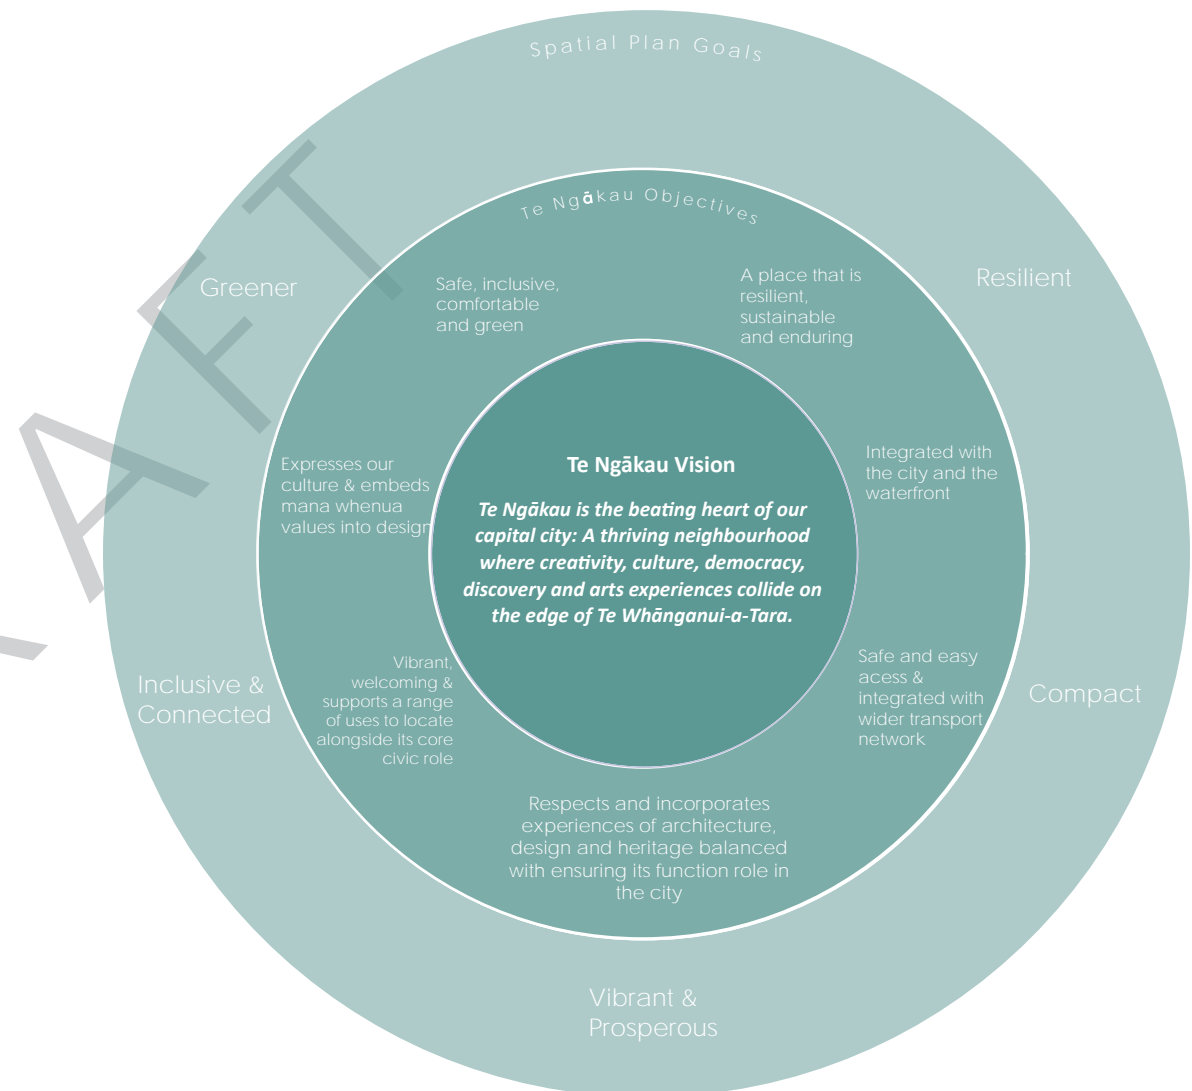 Spatial Plan Goals
Te Ngākau Objectives
Greener
Safe, inclusive,
comfortable
and green
A place that is
resilient,
sustainable
and enduring
Resilient
Expresses our
culture & embeds
mana whenua
values into design
Te Ngākau Vision
Te Ngākau is the beating heart of our
capital city: A thriving neighbourhood
where creativity, culture, democracy,
discovery and arts experiences collide on
the edge of Te Whānganui-a-Tara.
Integrated with
the city and the
waterfront
Inclusive &
Connected
Vibrant,
welcoming &
supports a range
of uses to locate
alongside its core
civic role
Safe and easy
acess &
integrated with
wider transport
network
Compact
Respects and incorporates
experiences of architecture,
design and heritage balanced
with ensuring its function role in
the city
Vibrant &
Prosperous
RAFT